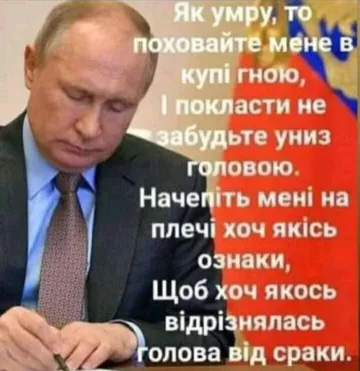 Як умру, то
поховайте мене в
купі гною,
І покласти не
забудьте униз
головою.
Начепіть мені на
плечі хоч якісь
ознаки,
Щоб хоч якось
відрізнялась
голова від сраки.